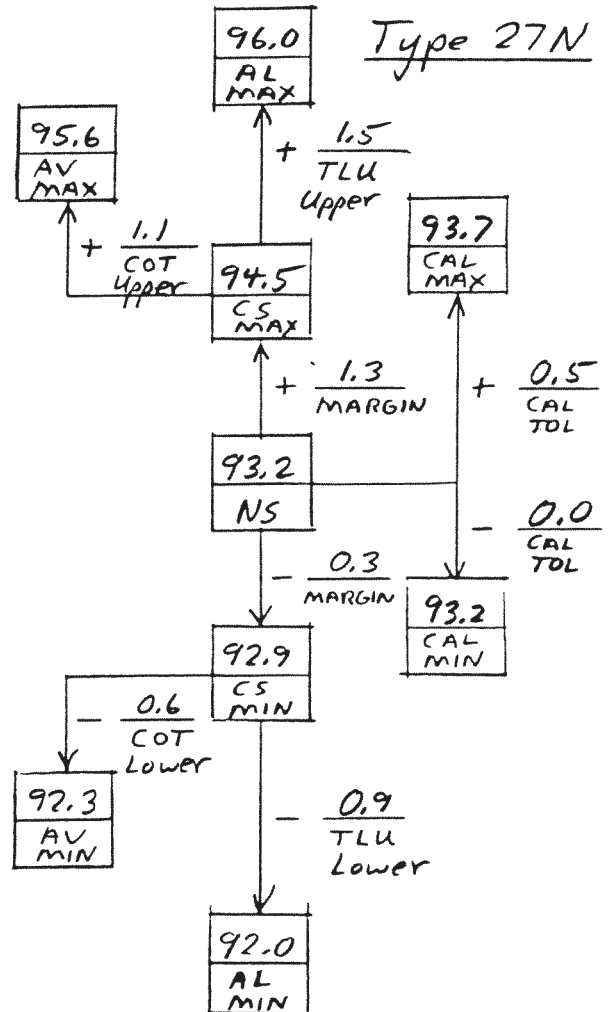 Type 27N
96.0
AL
MAX
95.6
AV
MAX
+ 1.5
TLU
Upper
93.7
CAL
MAX
+ 1.1
COT
Upper
94.5
CS
MAX
+ 1.3
MARGIN
+ 0.5
CAL
TOL
93.2
NS
- 0.0
CAL
TOL
- 0.3
MARGIN
93.2
CAL
MIN
92.9
CS
MIN
- 0.6
COT
Lower
92.3
AV
MIN
- 0.9
TLU
Lower
92.0
AL
MIN